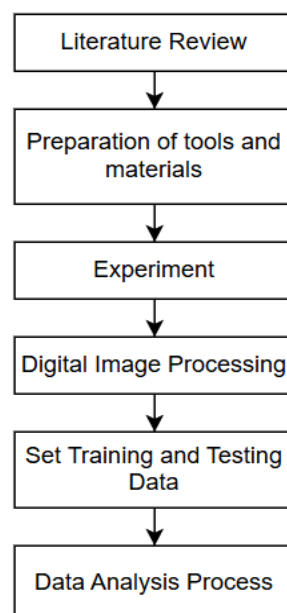 Literature Review
Preparation of tools and
materials
Experiment
Digital Image Processing
Set Training and Testing
Data
Data Analysis Process